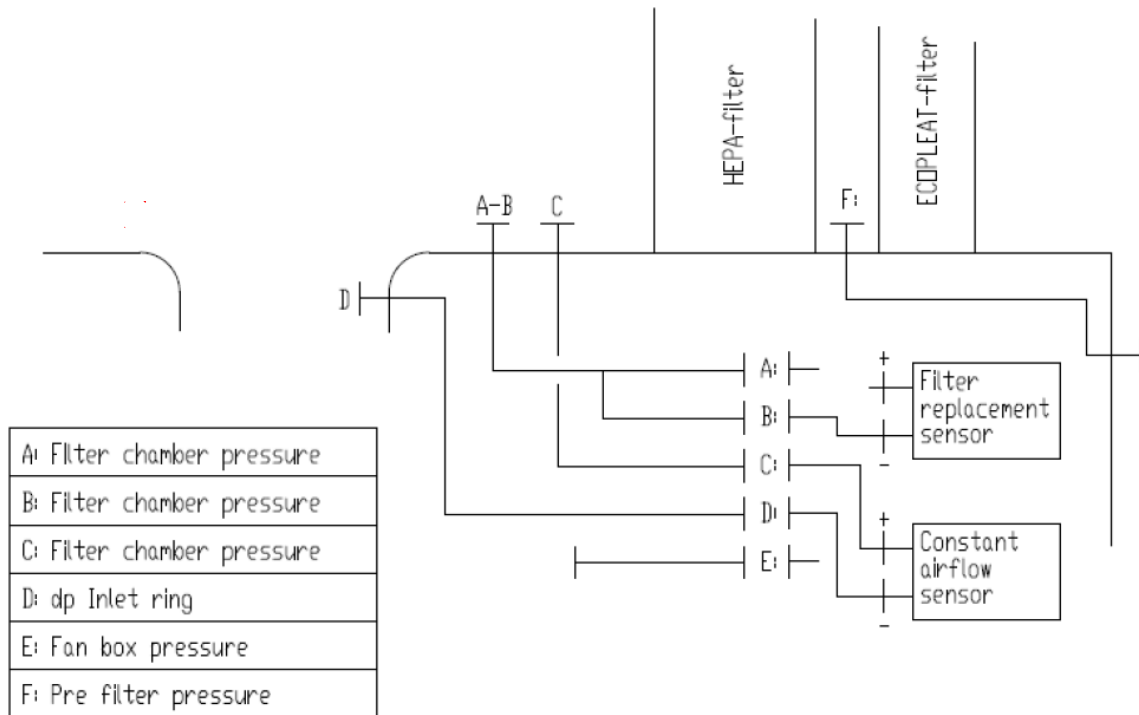 HEPA-filter
ECOPLEAT-filter
A-B
C
F:
D
A:
B:
C:
D:
E:
+
Filter
replacement
sensor
-
+
Constant
airflow
sensor
-
A: Filter chamber pressure
B: Filter chamber pressure
C: Filter chamber pressure
D: dp Inlet ring
E: Fan box pressure
F: Pre filter pressure